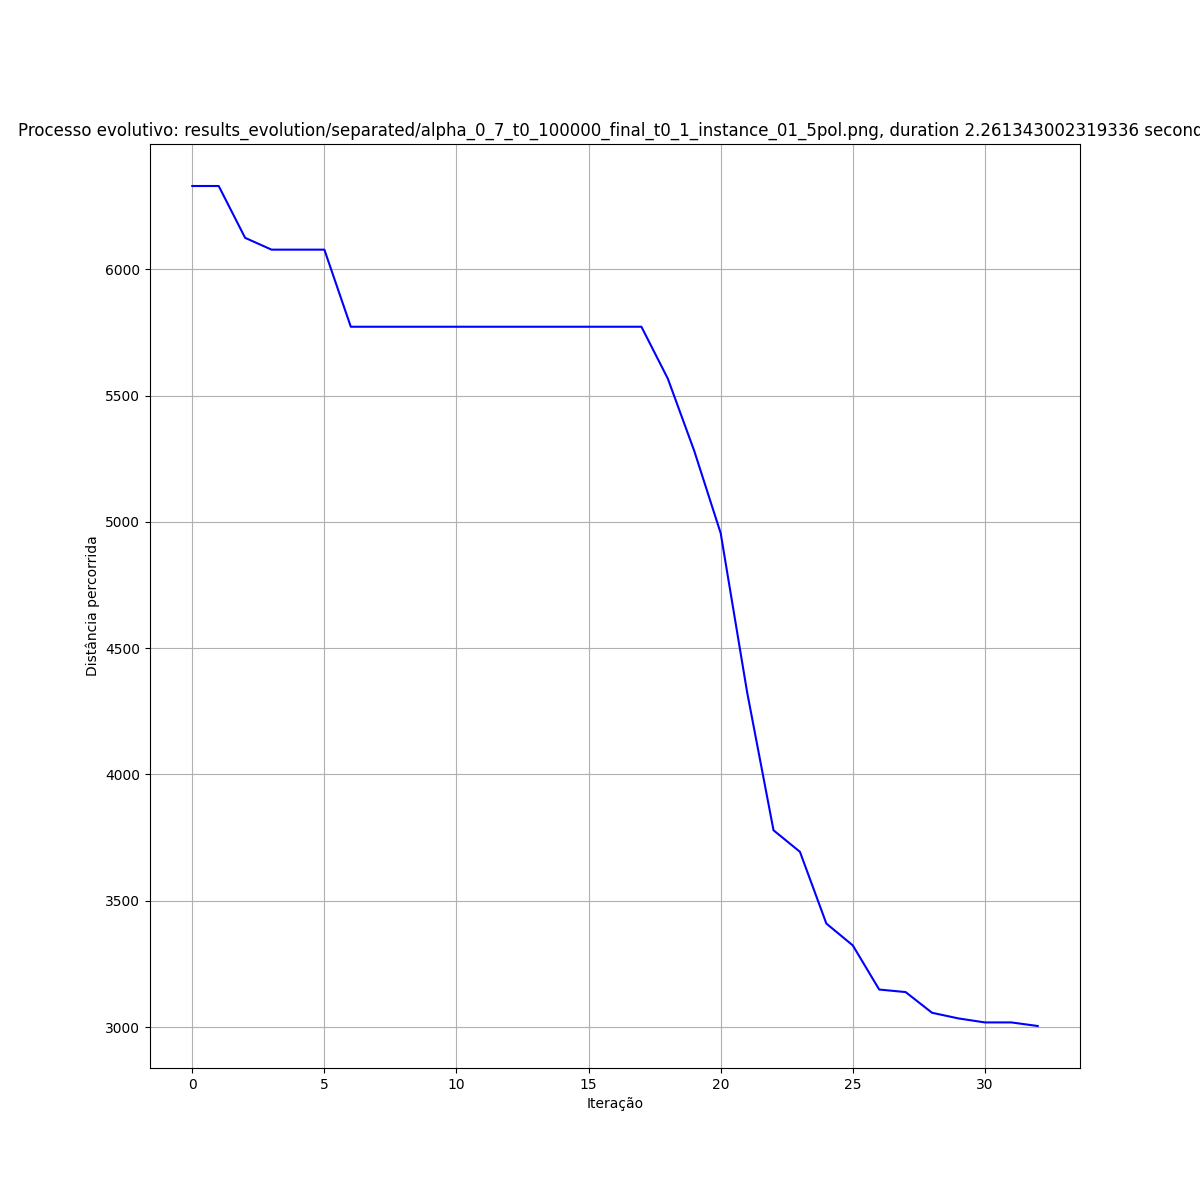 Processo evolutivo: results_evolution/separated/alpha_0_7_t0_100000_final_t0_1_instance_01_5pol.png, duration 2.261343002319336 second
6000
5500
5000
4500
4000
3500
3000
Distância percorrida
0 5 10 15 20 25 30
Iteração